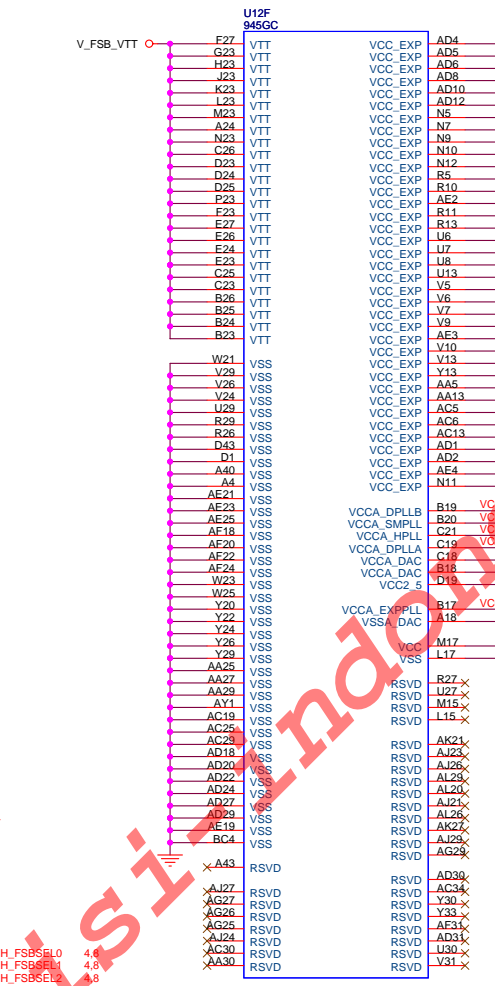 U12F
945GC
V_FSB_VTT
F27 VTT
G23 VTT
H23 VTT
J23 VTT
K23 VTT
L23 VTT
M23 VTT
A24 VTT
N23 VTT
C26 VTT
D23 VTT
D24 VTT
D25 VTT
P23 VTT
F23 VTT
E27 VTT
E26 VTT
E24 VTT
E23 VTT
C25 VTT
C23 VTT
B26 VTT
B25 VTT
B24 VTT
B23 VTT
W21 VSS
V29 VSS
V26 VSS
V24 VSS
U29 VSS
R29 VSS
R26 VSS
D43 VSS
D1 VSS
A40 VSS
A4 VSS
AE21 VSS
AE23 VSS
AE25 VSS
AF18 VSS
AF20 VSS
AF22 VSS
AF24 VSS
W23 VSS
W25 VSS
Y20 VSS
Y22 VSS
Y24 VSS
Y26 VSS
Y29 VSS
AA25 VSS
AA27 VSS
AA29 VSS
AY1 VSS
AC19 VSS
AC25 VSS
AC29 VSS
AD18 VSS
AD20 VSS
AD22 VSS
AD24 VSS
AD27 VSS
AD29 VSS
AE19 VSS
BC4 VSS
A43 RSVD
AJ27 RSVD
AG27 RSVD
AG26 RSVD
AG25 RSVD
AJ24 RSVD
AC30 RSVD
AA30 RSVD
VCC_EXP AD4
VCC_EXP AD5
VCC_EXP AD6
VCC_EXP AD8
VCC_EXP AD10
VCC_EXP AD12
VCC_EXP N5
VCC_EXP N7
VCC_EXP N9
VCC_EXP N10
VCC_EXP N12
VCC_EXP R5
VCC_EXP R10
VCC_EXP AE2
VCC_EXP R11
VCC_EXP R13
VCC_EXP U6
VCC_EXP U7
VCC_EXP U8
VCC_EXP U13
VCC_EXP V5
VCC_EXP V6
VCC_EXP V7
VCC_EXP V9
VCC_EXP AE3
VCC_EXP V10
VCC_EXP V13
VCC_EXP Y13
VCC_EXP AA5
VCC_EXP AA13
VCC_EXP AC5
VCC_EXP AC6
VCC_EXP AC13
VCC_EXP AD1
VCC_EXP AD2
VCC_EXP AE4
VCC_EXP N11
VCCA_DPLLB B19 VC
VCCA_SMPLL B20 VC
VCCA_HPLL C21 VC
VCCA_DPLLA C19 VC
VCCA_DAC C18
VCCA_DAC B18
VCC2_5 D19
VCCA_EXPPLL B17 VC
VSSA_DAC A18
VCC M17
VSS L17
RSVD R27
RSVD U27
RSVD M15
RSVD L15
RSVD AK21
RSVD AJ23
RSVD AJ26
RSVD AL29
RSVD AL20
RSVD AJ21
RSVD AL26
RSVD AK27
RSVD AJ29
RSVD AG29
RSVD AD30
RSVD AC34
RSVD Y30
RSVD Y33
RSVD AF31
RSVD AD31
RSVD U30
RSVD V31
H_FSBSEL0 4,8
H_FSBSEL1 4,8
H_FSBSEL2 4,8
isi-indon